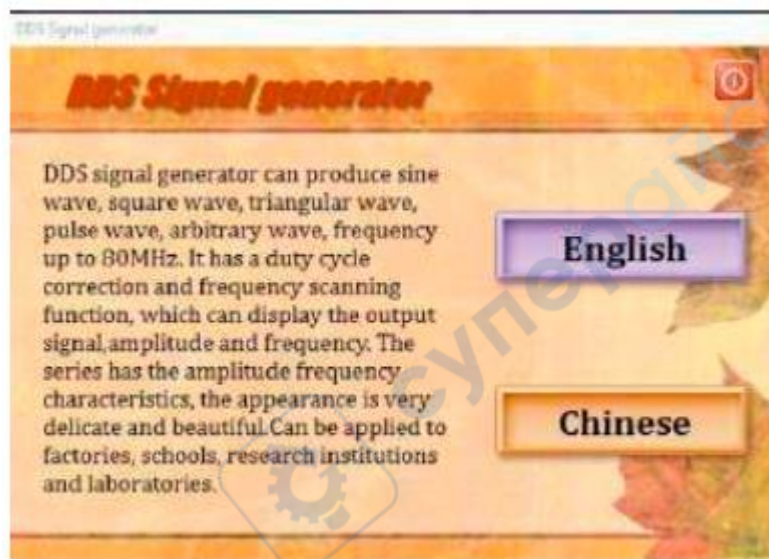 DDS Signal generator
DDS Signal generator
DDS signal generator can produce sine
wave, square wave, triangular wave,
pulse wave, arbitrary wave, frequency
up to 80MHz. It has a duty cycle
correction and frequency scanning
function, which can display the output
signal,amplitude and frequency. The
series has the amplitude frequency
characteristics, the appearance is very
delicate and beautiful.Can be applied to
factories, schools, research institutions
and laboratories.
English
Chinese